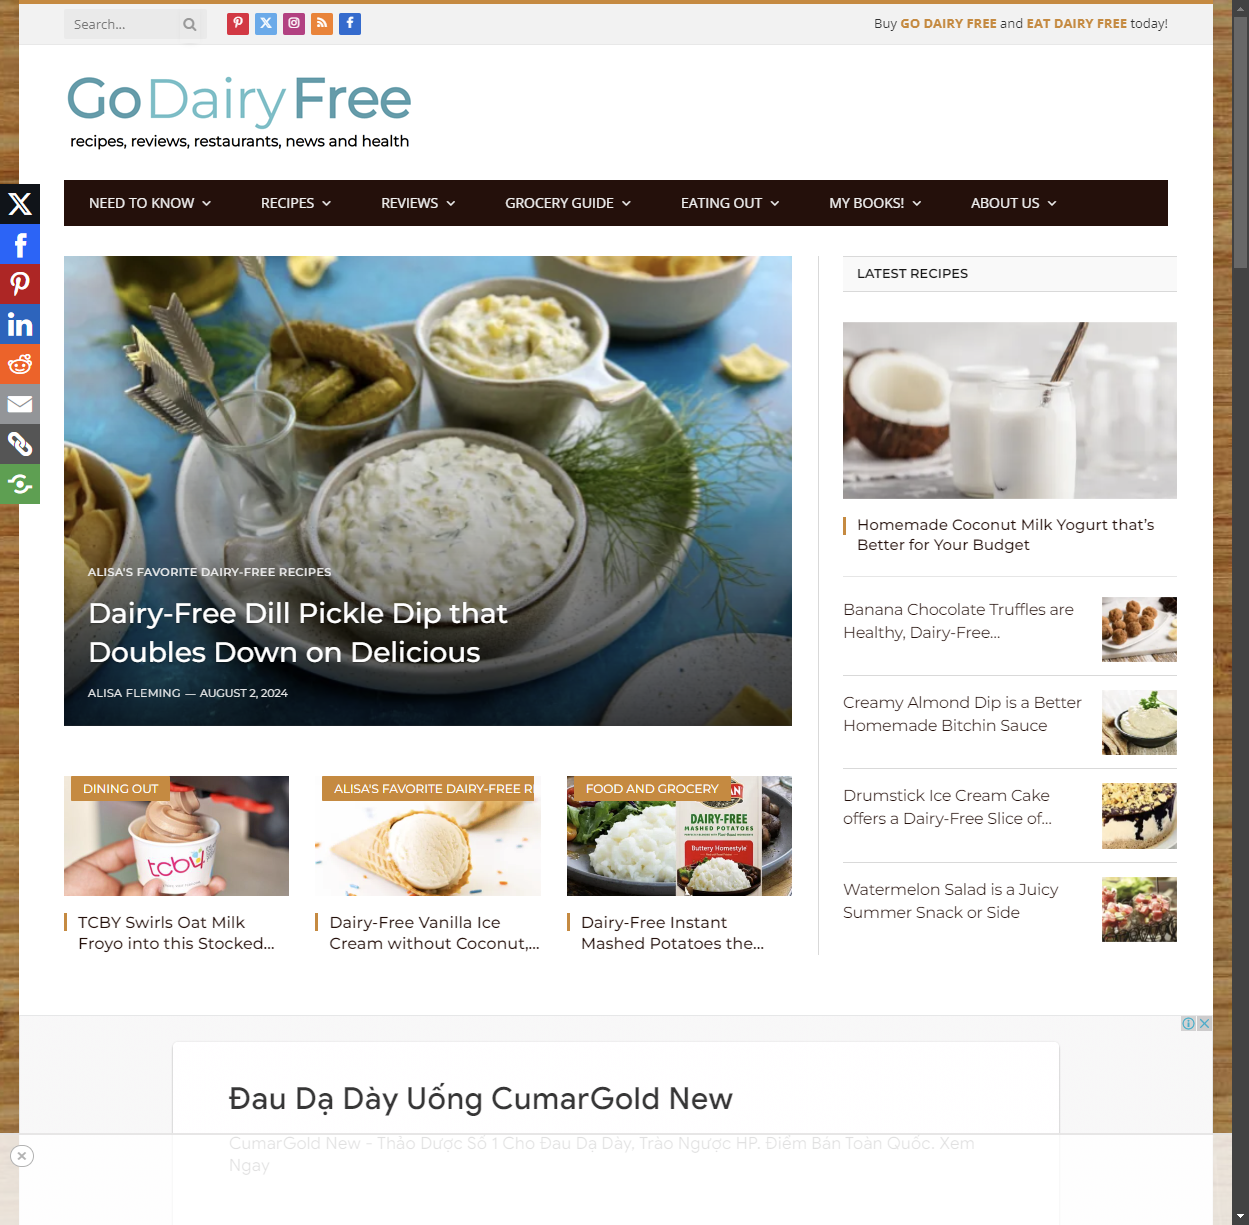 Search...
Buy GO DAIRY FREE and EAT DAIRY FREE today!
Go Dairy Free
recipes, reviews, restaurants, news and health
NEED TO KNOW RECIPES REVIEWS GROCERY GUIDE EATING OUT MY BOOKS! ABOUT US
ALISA'S FAVORITE DAIRY-FREE RECIPES
Dairy-Free Dill Pickle Dip that
Doubles Down on Delicious
ALISA FLEMING — AUGUST 2, 2024
LATEST RECIPES
Homemade Coconut Milk Yogurt that's
Better for Your Budget
Banana Chocolate Truffles are
Healthy, Dairy-Free...
Creamy Almond Dip is a Better
Homemade Bitchin Sauce
Drumstick Ice Cream Cake
offers a Dairy-Free Slice of...
Watermelon Salad is a Juicy
Summer Snack or Side
DINING OUT
tcby
TCBY Swirls Oat Milk
Froyo into this Stocked...
ALISA'S FAVORITE DAIRY-FREE
Dairy-Free Vanilla Ice
Cream without Coconut,...
FOOD AND GROCERY
DAIRY-FREE
MASHED POTATOES
Buttery Homestyle
Dairy-Free Instant
Mashed Potatoes the...
Đau Dạ Dày Uống CumarGold New
CumarGold New - Thảo Dược Số 1 Cho Đau Dạ Dày, Trào Ngược HP. Điểm Bán Toàn Quốc. Xem
Ngay